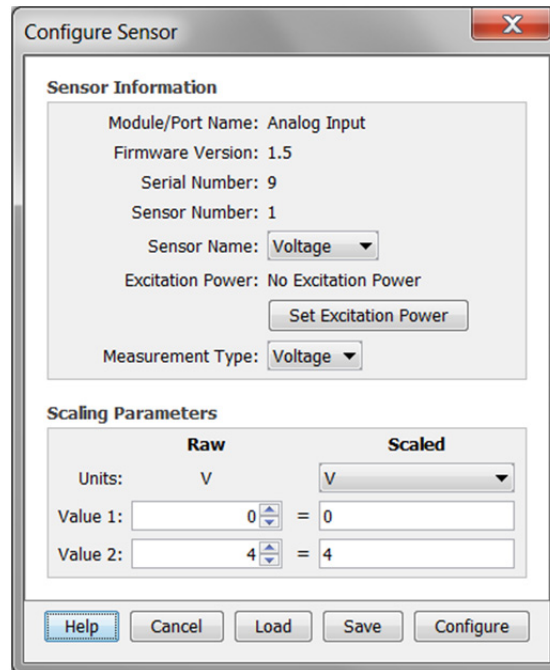 Configure Sensor
Sensor Information
Module/Port Name: Analog Input
Firmware Version: 1.5
Serial Number: 9
Sensor Number: 1
Sensor Name: Voltage
Excitation Power: No Excitation Power
Set Excitation Power
Measurement Type: Voltage
Scaling Parameters
Raw Scaled
Units: V V
Value 1: 0 = 0
Value 2: 4 = 4
Help Cancel Load Save Configure